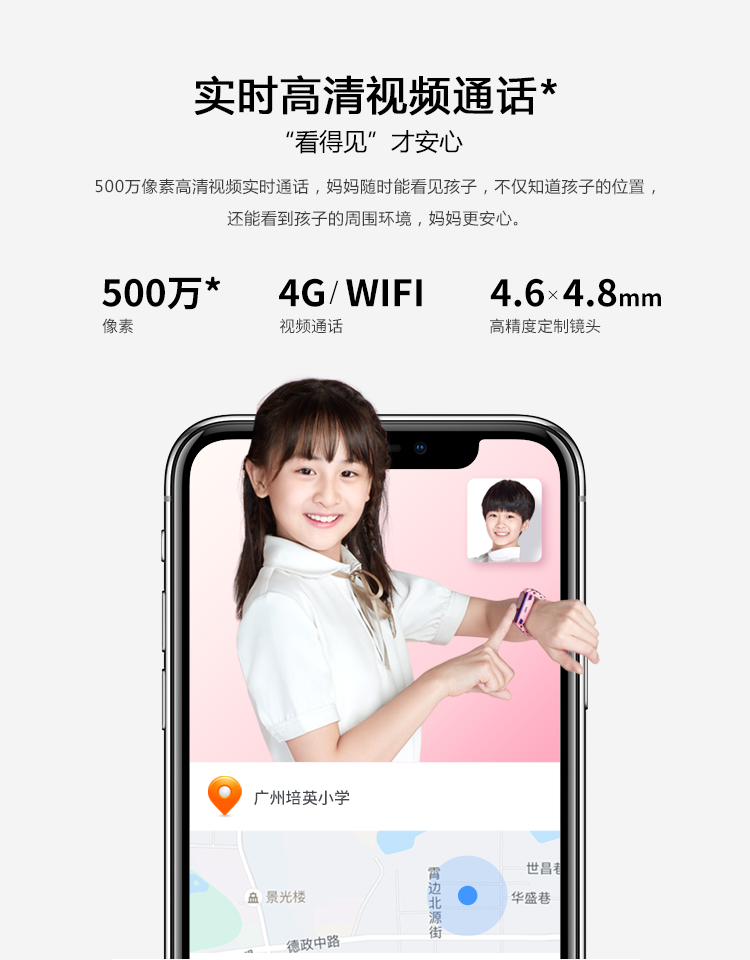 实时高清视频通话*
“看得见”才安心
500万像素高清视频实时通话，妈妈随时能看见孩子，不仅知道孩子的位置，
还能看到孩子的周围环境，妈妈更安心。
500万* 4G/WIFI 4.6×4.8mm
像素 视频通话 高精度定制镜头
广州培英小学
世昌巷
霄边北源街
华盛巷
景光楼
德政中路